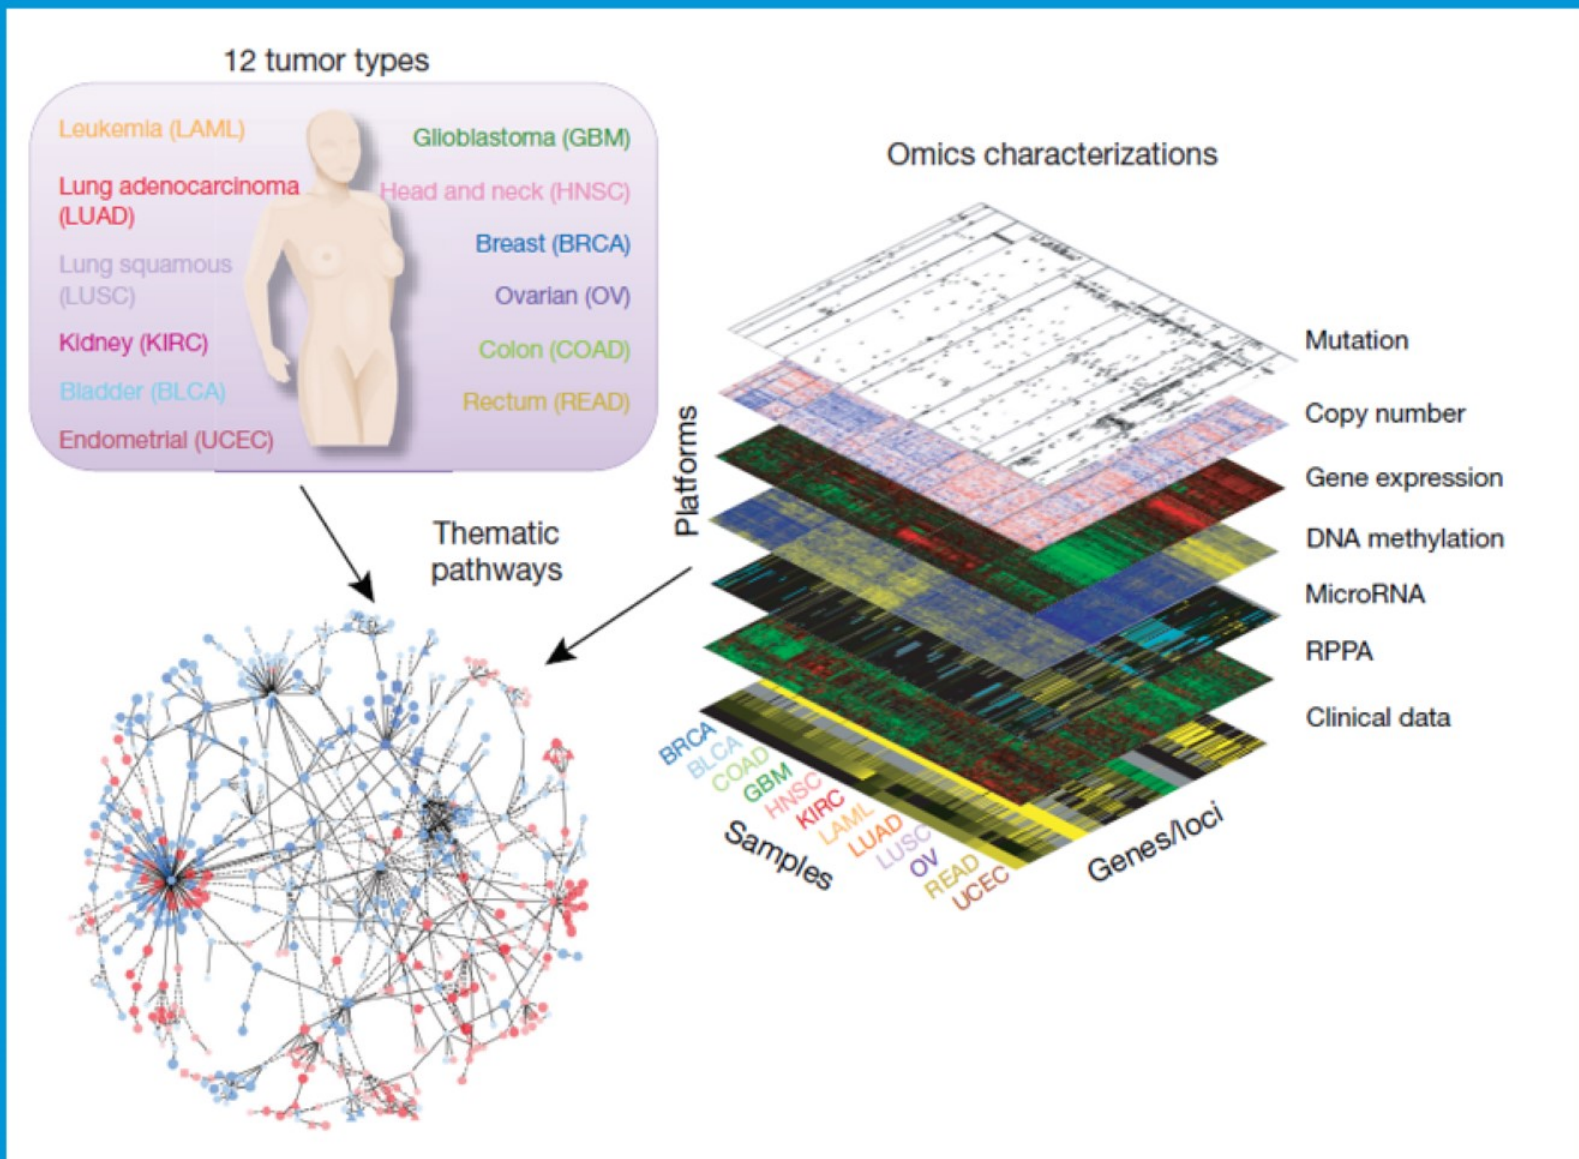 12 tumor types
Leukemia (LAML)
Lung adenocarcinoma
(LUAD)
Lung squamous
(LUSC)
Kidney (KIRC)
Bladder (BLCA)
Endometrial (UCEC)
Glioblastoma (GBM)
Head and neck (HNSC)
Breast (BRCA)
Ovarian (OV)
Colon (COAD)
Rectum (READ)
Thematic
pathways
Omics characterizations
Platforms
Mutation
Copy number
Gene expression
DNA methylation
MicroRNA
RPPA
Clinical data
BRCA
BLCA
COAD
GBM
HNSC
KIRC
LAML
LUAD
LUSC
OV
READ
UCEC
Samples
Genes/loci